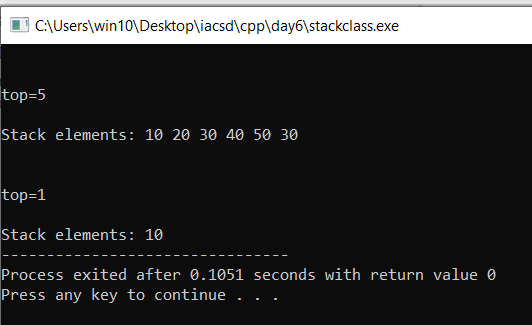 C:\Users\win10\Desktop\iacsd\cpp\day6\stackclass.exe
top=5
Stack elements: 10 20 30 40 50 30
top=1
Stack elements: 10
--------------------------------
Process exited after 0.1051 seconds with return value 0
Press any key to continue . . .